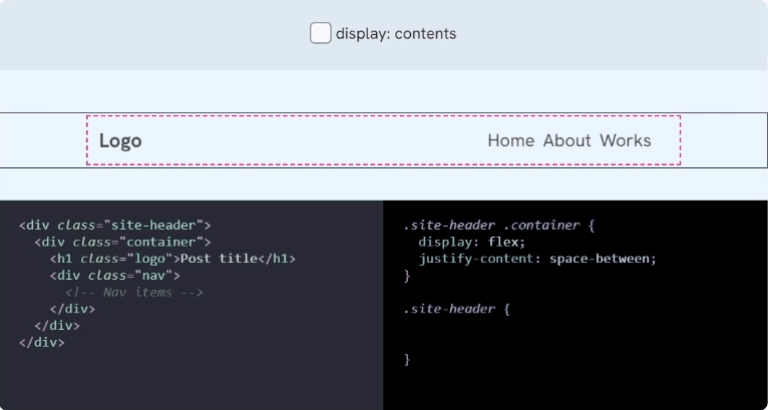 display: contents
Logo
Home About Works
<div class="site-header">
<div class="container">
<h1 class="logo">Post title</h1>
<div class="nav">
<!-- Nav items -->
</div>
</div>
</div>
.site-header .container {
display: flex;
justify-content: space-between;
}
.site-header {
}